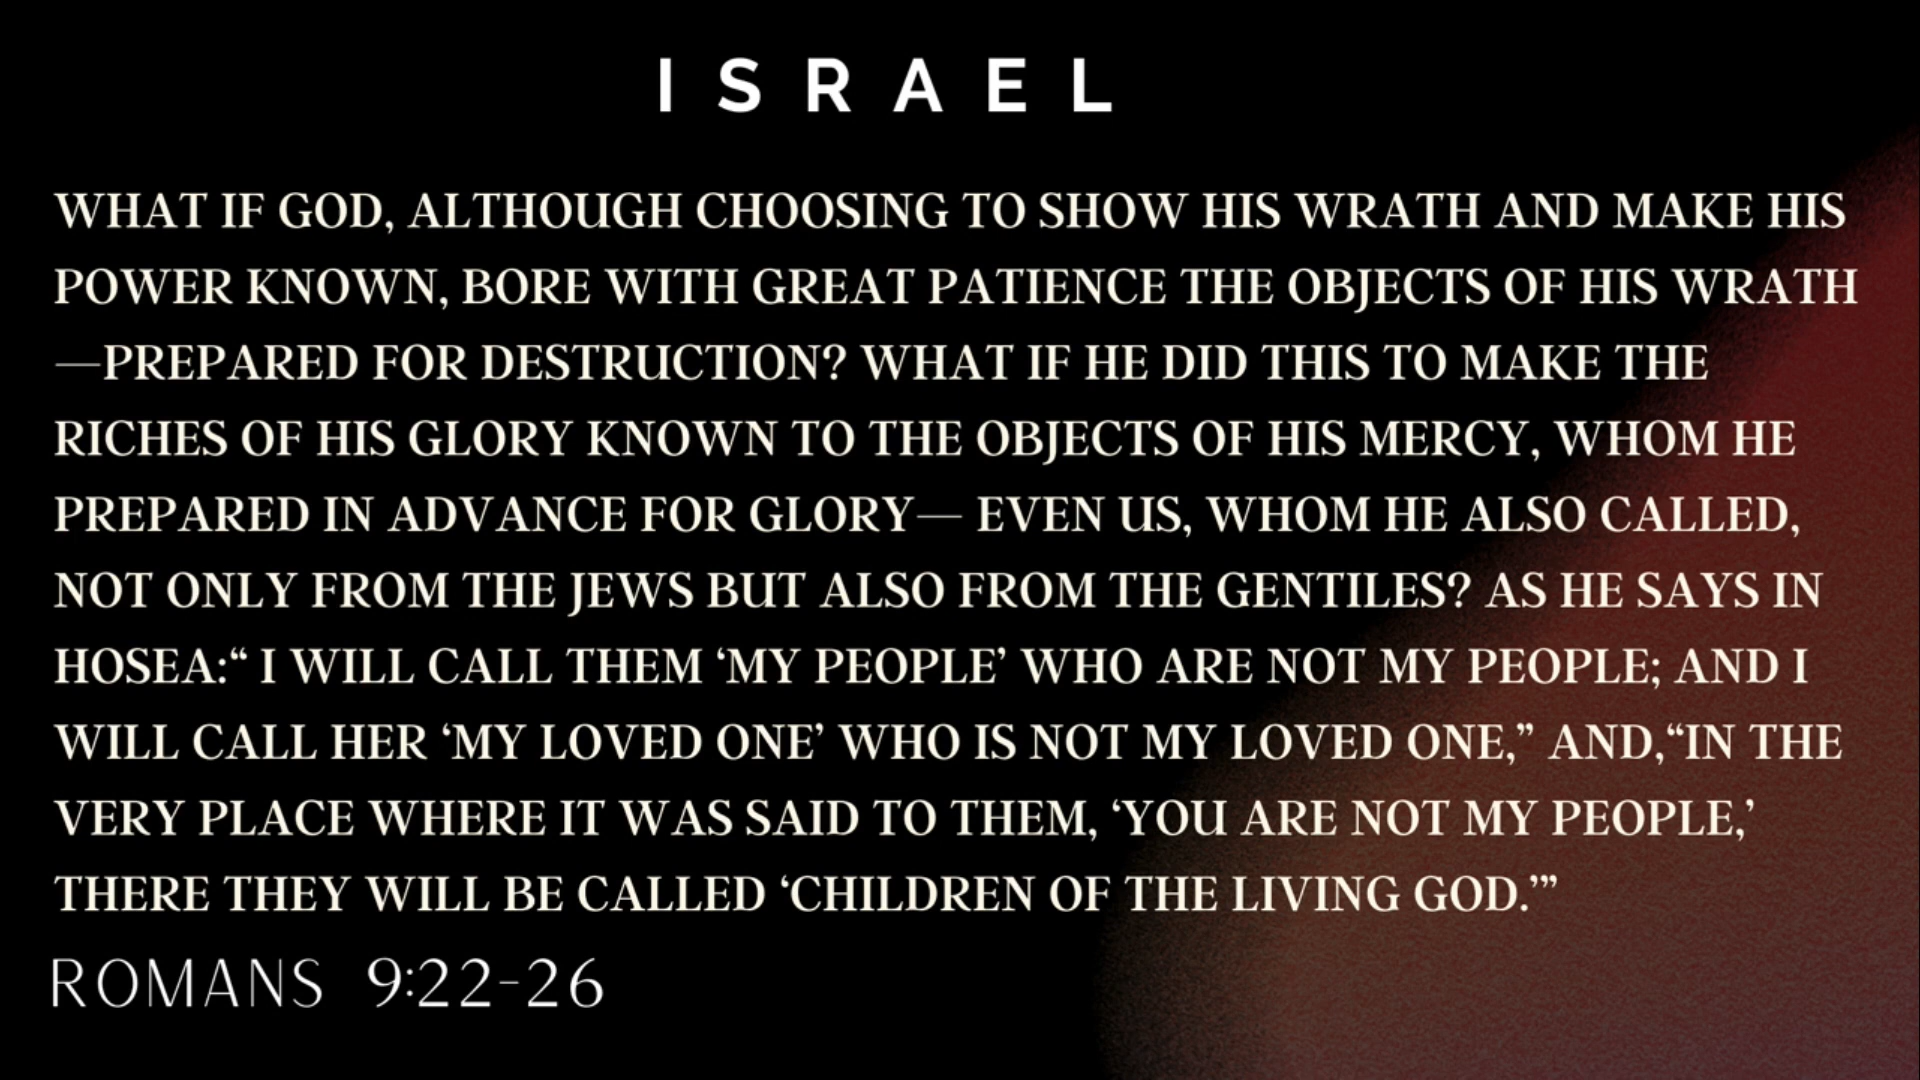 ISRAEL
WHAT IF GOD, ALTHOUGH CHOOSING TO SHOW HIS WRATH AND MAKE HIS
POWER KNOWN, BORE WITH GREAT PATIENCE THE OBJECTS OF HIS WRATH
—PREPARED FOR DESTRUCTION? WHAT IF HE DID THIS TO MAKE THE
RICHES OF HIS GLORY KNOWN TO THE OBJECTS OF HIS MERCY, WHOM HE
PREPARED IN ADVANCE FOR GLORY— EVEN US, WHOM HE ALSO CALLED,
NOT ONLY FROM THE JEWS BUT ALSO FROM THE GENTILES? AS HE SAYS IN
HOSEA:“ I WILL CALL THEM ‘MY PEOPLE’ WHO ARE NOT MY PEOPLE; AND I
WILL CALL HER ‘MY LOVED ONE’ WHO IS NOT MY LOVED ONE,” AND,“IN THE
VERY PLACE WHERE IT WAS SAID TO THEM, ‘YOU ARE NOT MY PEOPLE,’
THERE THEY WILL BE CALLED ‘CHILDREN OF THE LIVING GOD.’”
ROMANS 9:22-26